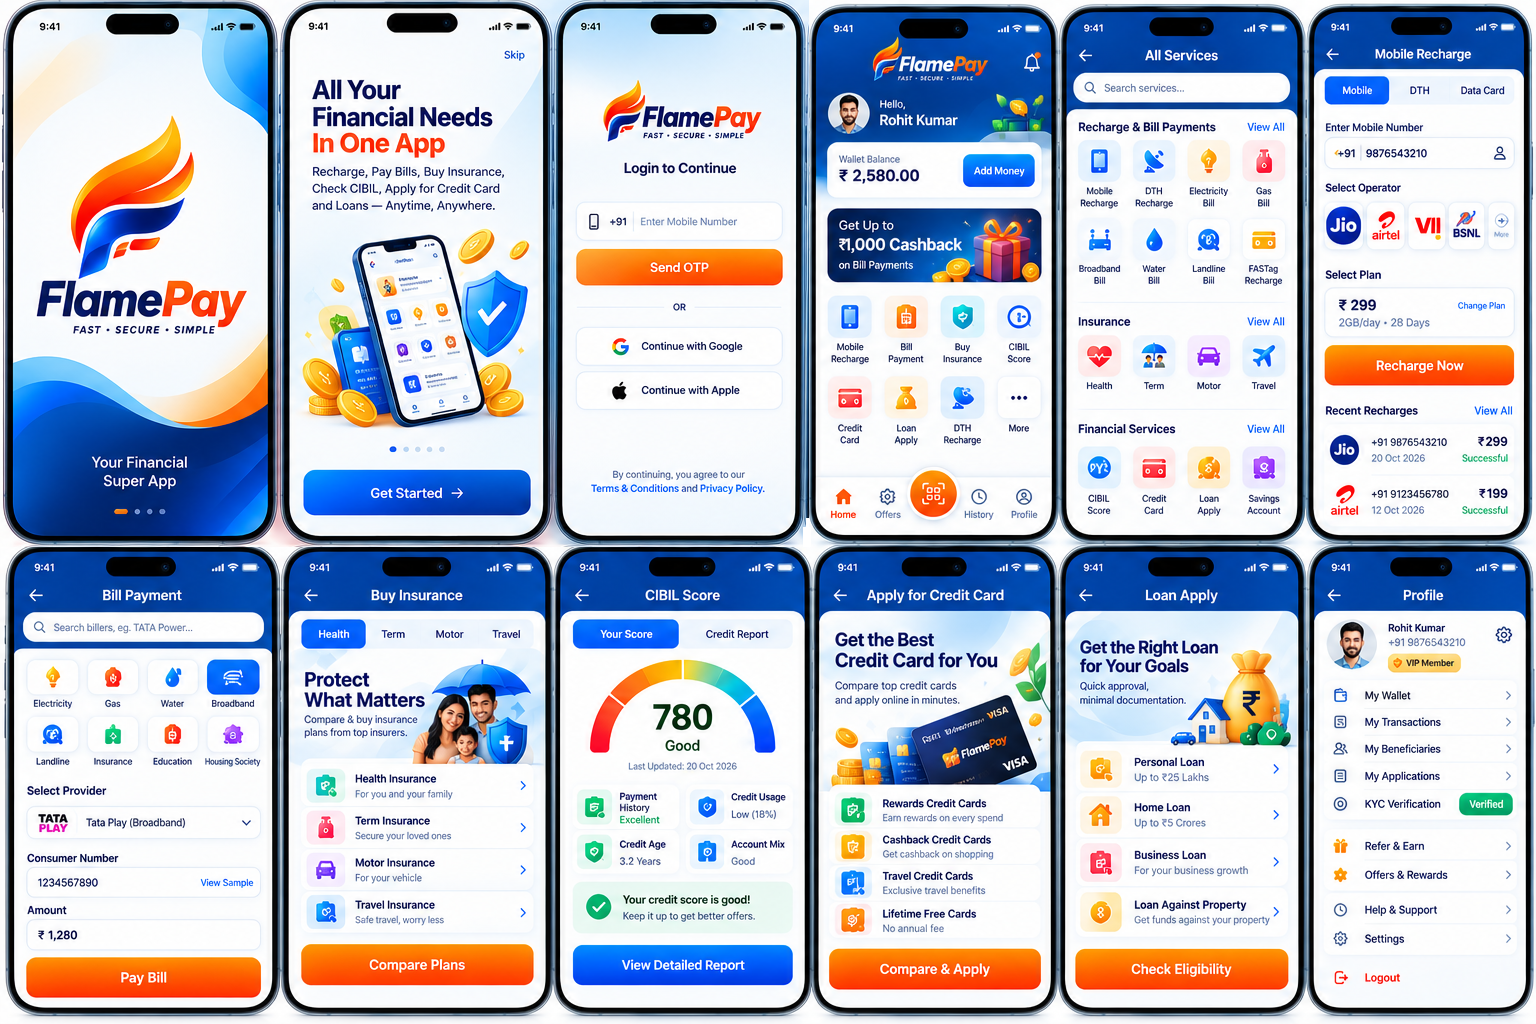 9:41
FlamePay
FAST • SECURE • SIMPLE
Your Financial
Super App
9:41
Skip
All Your
Financial Needs
In One App
Recharge, Pay Bills, Buy Insurance,
Check CIBIL, Apply for Credit Card
and Loans — Anytime, Anywhere.
Get Started →
9:41
FlamePay
FAST • SECURE • SIMPLE
Login to Continue
+91 Enter Mobile Number
Send OTP
OR
Continue with Google
Continue with Apple
By continuing, you agree to our
Terms & Conditions and Privacy Policy.
9:41
FlamePay
FAST • SECURE • SIMPLE
Hello,
Rohit Kumar
Wallet Balance
₹ 2,580.00
Add Money
Get Up to
₹1,000 Cashback
on Bill Payments
Mobile
Recharge
Bill
Payment
Buy
Insurance
CIBIL
Score
Credit
Card
Loan
Apply
DTH
Recharge
More
Home
Offers
History
Profile
9:41
All Services
Search services...
Recharge & Bill Payments
View All
Mobile
Recharge
DTH
Recharge
Electricity
Bill
Gas
Bill
Broadband
Bill
Water
Bill
Landline
Bill
FASTag
Recharge
Insurance
View All
Health
Term
Motor
Travel
Financial Services
View All
CIBIL
Score
Credit
Card
Loan
Apply
Savings
Account
9:41
Mobile Recharge
Mobile
DTH
Data Card
Enter Mobile Number
+91 9876543210
Select Operator
Jio
airtel
BSNL
More
Select Plan
₹ 299
Change Plan
2GB/day • 28 Days
Recharge Now
Recent Recharges
View All
Jio
+91 9876543210
₹299
20 Oct 2026
Successful
airtel
+91 9123456780
₹199
12 Oct 2026
Successful
9:41
Bill Payment
Search billers, eg. TATA Power...
Electricity
Gas
Water
Broadband
Landline
Insurance
Education
Housing Society
Select Provider
TATA
PLAY
Tata Play (Broadband)
Consumer Number
1234567890
View Sample
Amount
₹ 1,280
Pay Bill
9:41
Buy Insurance
Health
Term
Motor
Travel
Protect
What Matters
Compare & buy insurance
plans from top insurers.
Health Insurance
For you and your family
Term Insurance
Secure your loved ones
Motor Insurance
For your vehicle
Travel Insurance
Safe travel, worry less
Compare Plans
9:41
CIBIL Score
Your Score
Credit Report
780
Good
Last Updated: 20 Oct 2026
Payment
History
Excellent
Credit Usage
Low (18%)
Credit Age
3.2 Years
Account Mix
Good
Your credit score is good!
Keep it up to get better offers.
View Detailed Report
9:41
Apply for Credit Card
Get the Best
Credit Card for You
Compare top credit cards
and apply online in minutes.
VISA
FlamePay
VISA
Rewards Credit Cards
Earn rewards on every spend
Cashback Credit Cards
Get cashback on shopping
Travel Credit Cards
Exclusive travel benefits
Lifetime Free Cards
No annual fee
Compare & Apply
9:41
Loan Apply
Get the Right Loan
for Your Goals
Quick approval,
minimal documentation.
₹
Personal Loan
Up to ₹25 Lakhs
Home Loan
Up to ₹5 Crores
Business Loan
For your business growth
Loan Against Property
Get funds against your property
Check Eligibility
9:41
Profile
Rohit Kumar
+91 9876543210
VIP Member
My Wallet
My Transactions
My Beneficiaries
My Applications
KYC Verification
Verified
Refer & Earn
Offers & Rewards
Help & Support
Settings
Logout